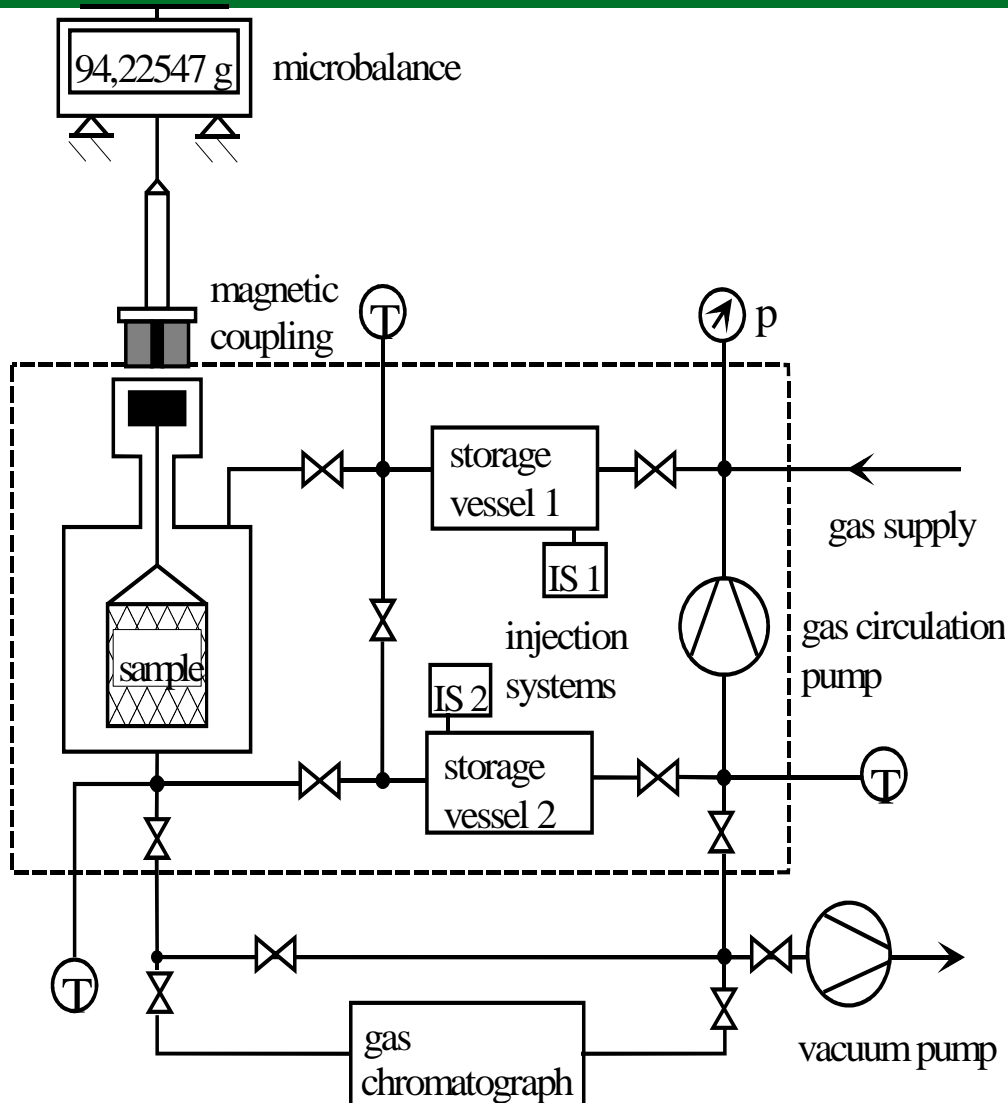 94,22547 g
microbalance
magnetic
coupling
T
p
storage
vessel 1
gas supply
IS 1
injection
systems
gas circulation
pump
sample
IS 2
storage
vessel 2
T
T
gas
chromatograph
vacuum pump